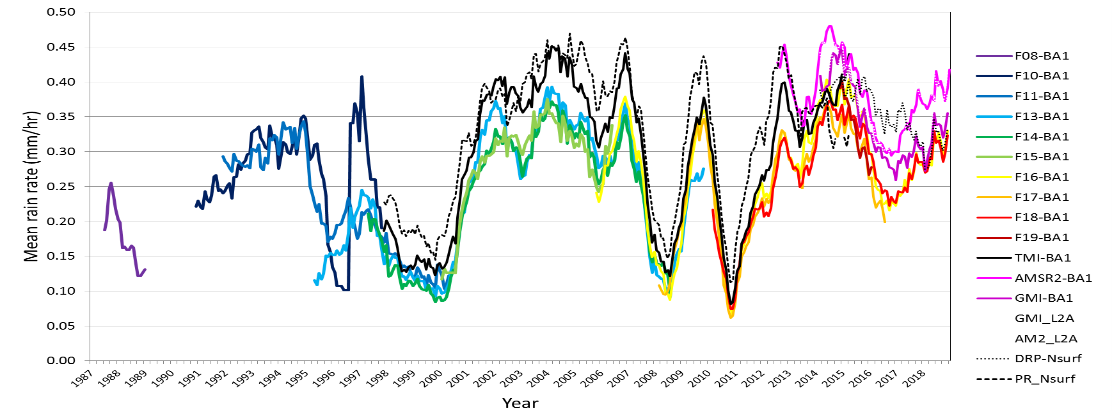 0.50
0.45
0.40
0.35
0.30
0.25
0.20
0.15
0.10
0.05
0.00
Mean rain rate (mm/hr)
1987 1988 1989 1990 1991 1992 1993 1994 1995 1996 1997 1998 1999 2000 2001 2002 2003 2004 2005 2006 2007 2008 2009 2010 2011 2012 2013 2014 2015 2016 2017 2018
Year
F08-BA1
F10-BA1
F11-BA1
F13-BA1
F14-BA1
F15-BA1
F16-BA1
F17-BA1
F18-BA1
F19-BA1
TMI-BA1
AMSR2-BA1
GMI-BA1
GMI_L2A
AM2_L2A
DRP-Nsurf
PR_Nsurf